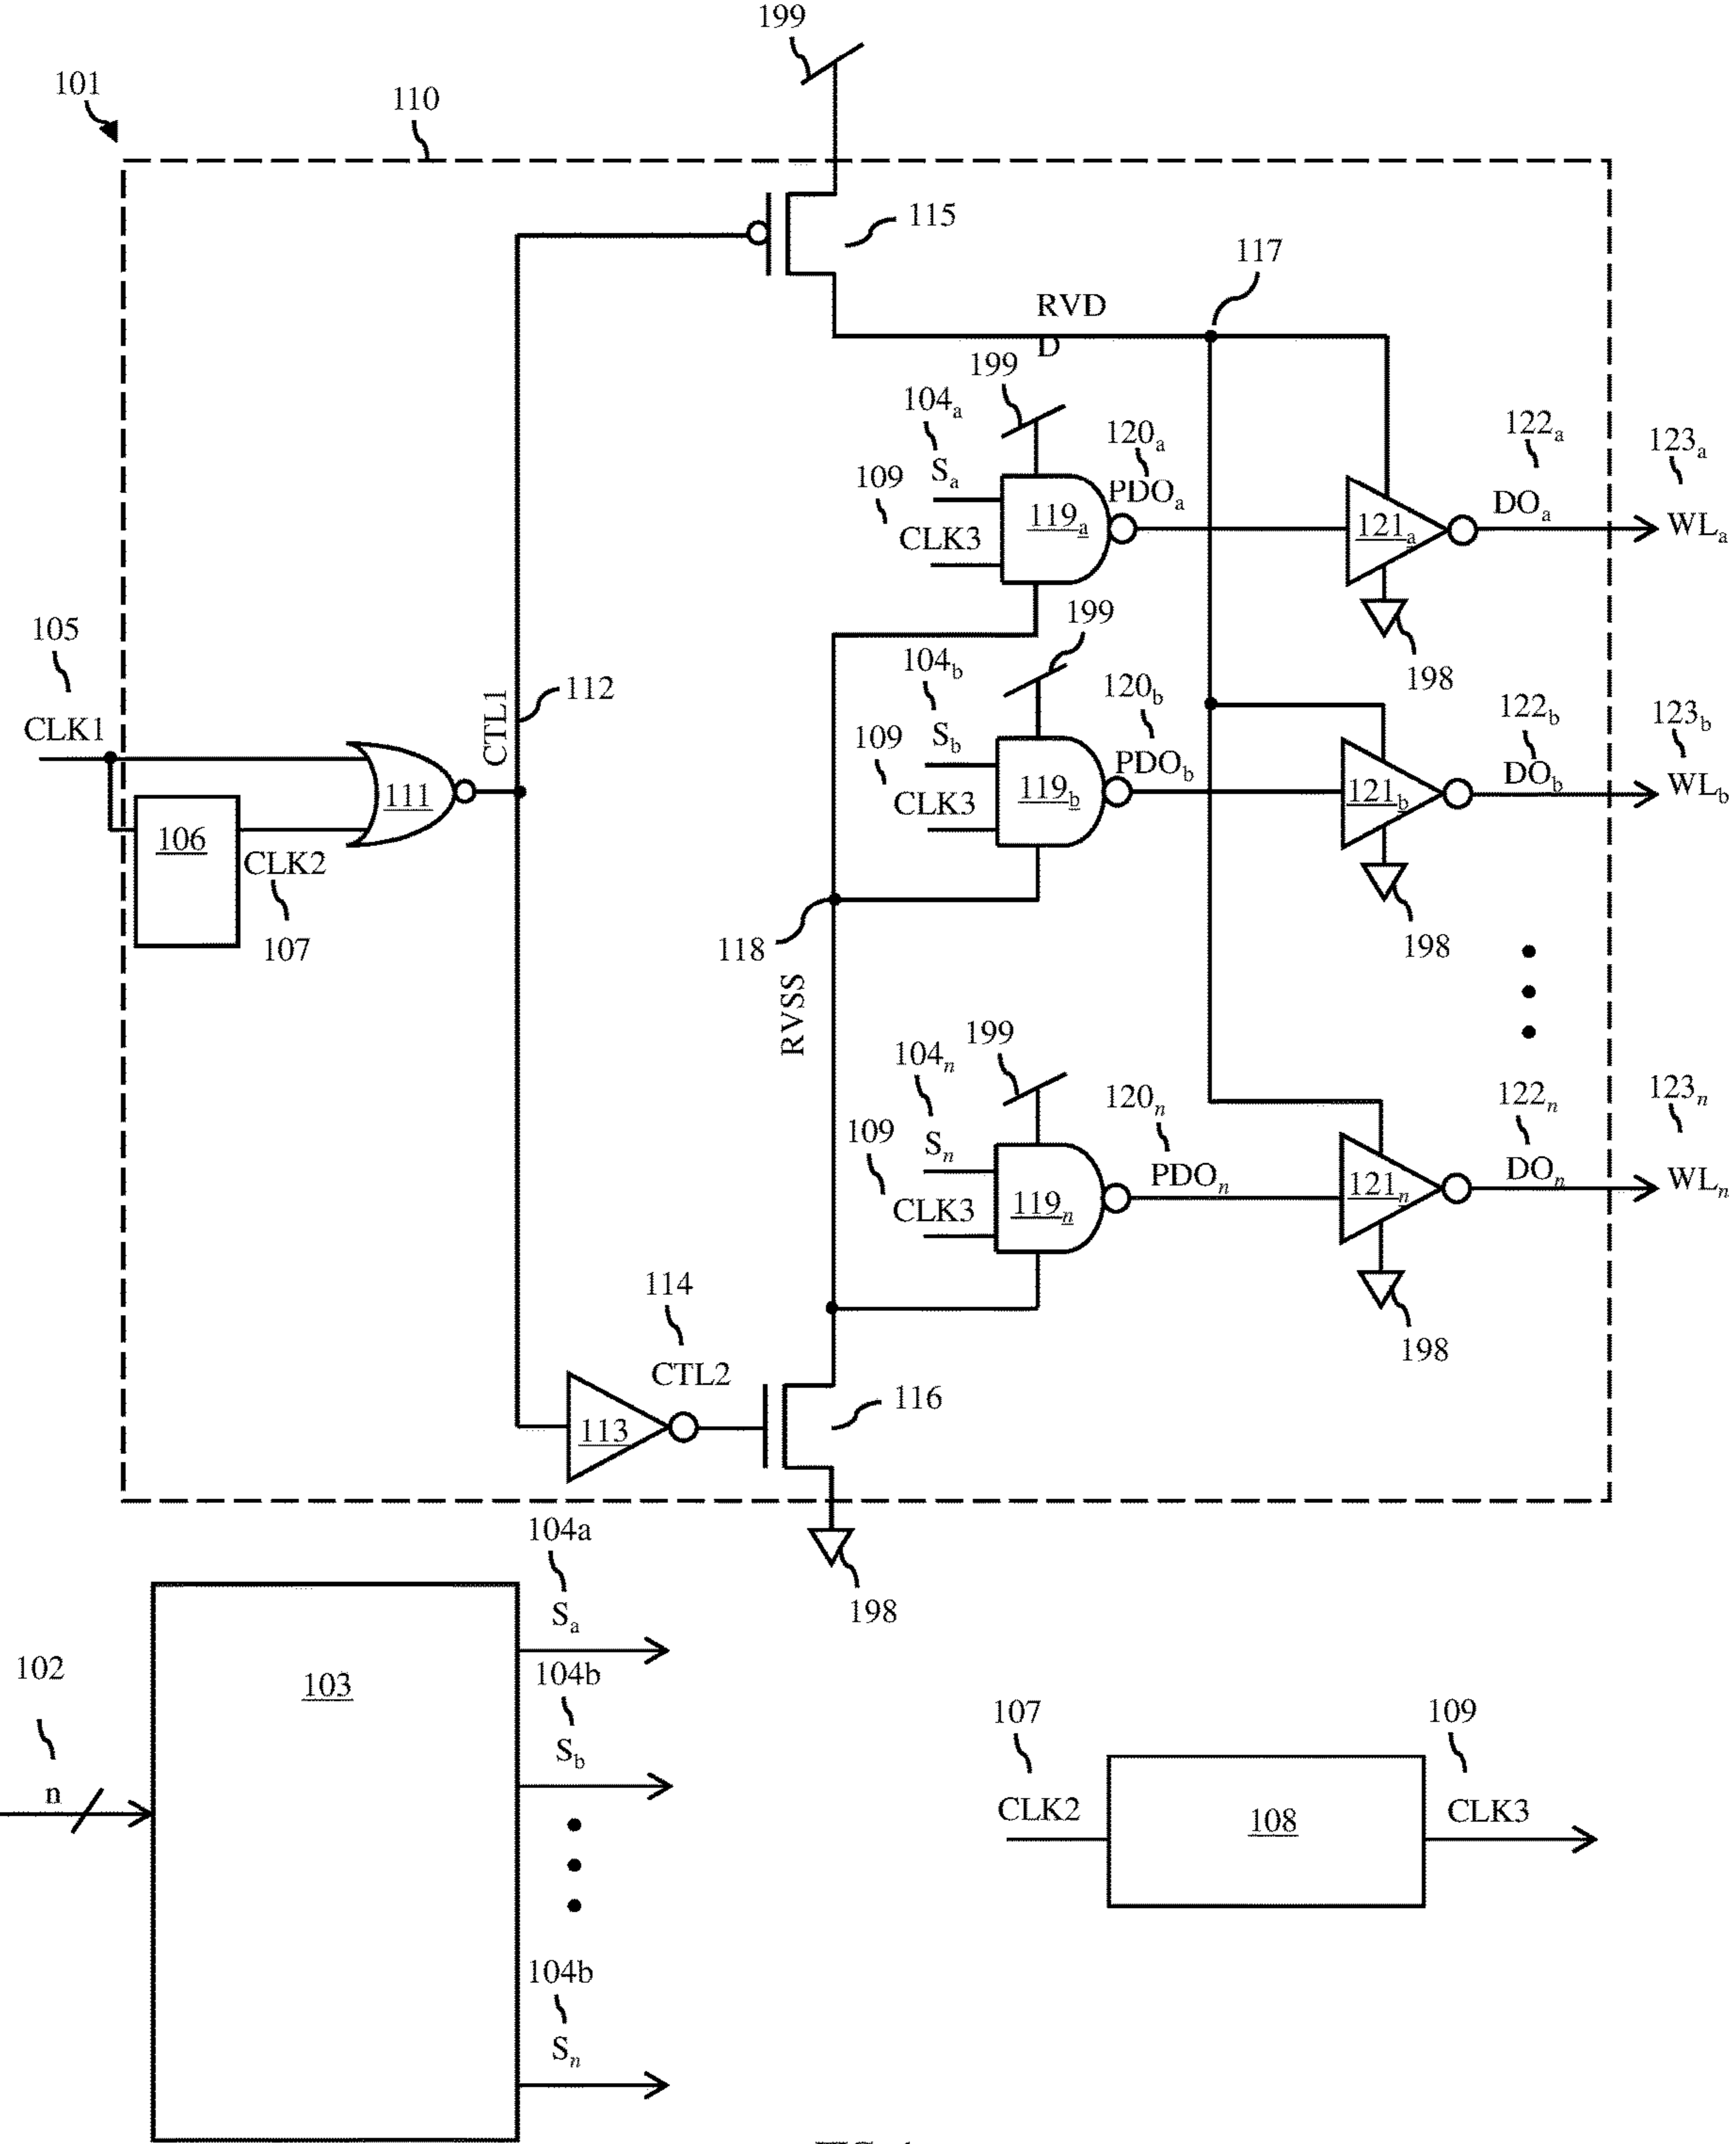 199
101
110
115
117
RVD
D
199
104a
Sa
109
CLK3
119a
120a
PDOa
121a
122a
DOa
123a
WLa
198
105
CLK1
106
CLK2
107
111
CTL1
112
199
104b
Sb
109
CLK3
119b
120b
PDOb
121b
122b
DOb
123b
WLb
198
118
RVSS
199
104n
Sn
109
CLK3
119n
120n
PDOn
121n
122n
DOn
123n
WLn
198
114
CTL2
113
116
198
102
n
103
104a
Sa
104b
Sb
104b
Sn
107
CLK2
108
109
CLK3